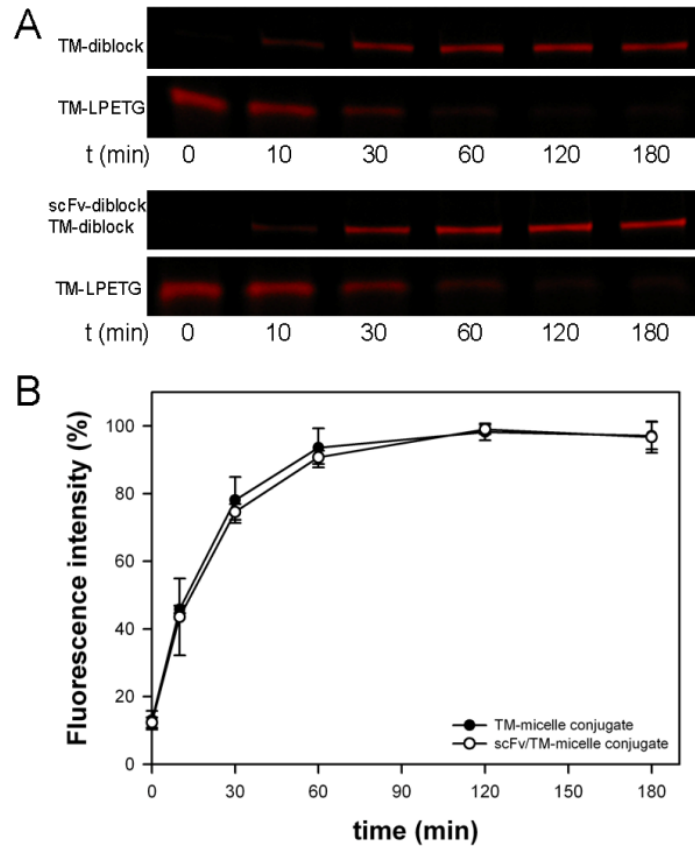 A
TM-diblock
TM-LPETG
t (min) 0 10 30 60 120 180
scFv-diblock
TM-diblock
TM-LPETG
t (min) 0 10 30 60 120 180
B
Fluorescence intensity (%)
100
80
60
40
20
0
TM-micelle conjugate
scFv/TM-micelle conjugate
0 30 60 90 120 150 180
time (min)